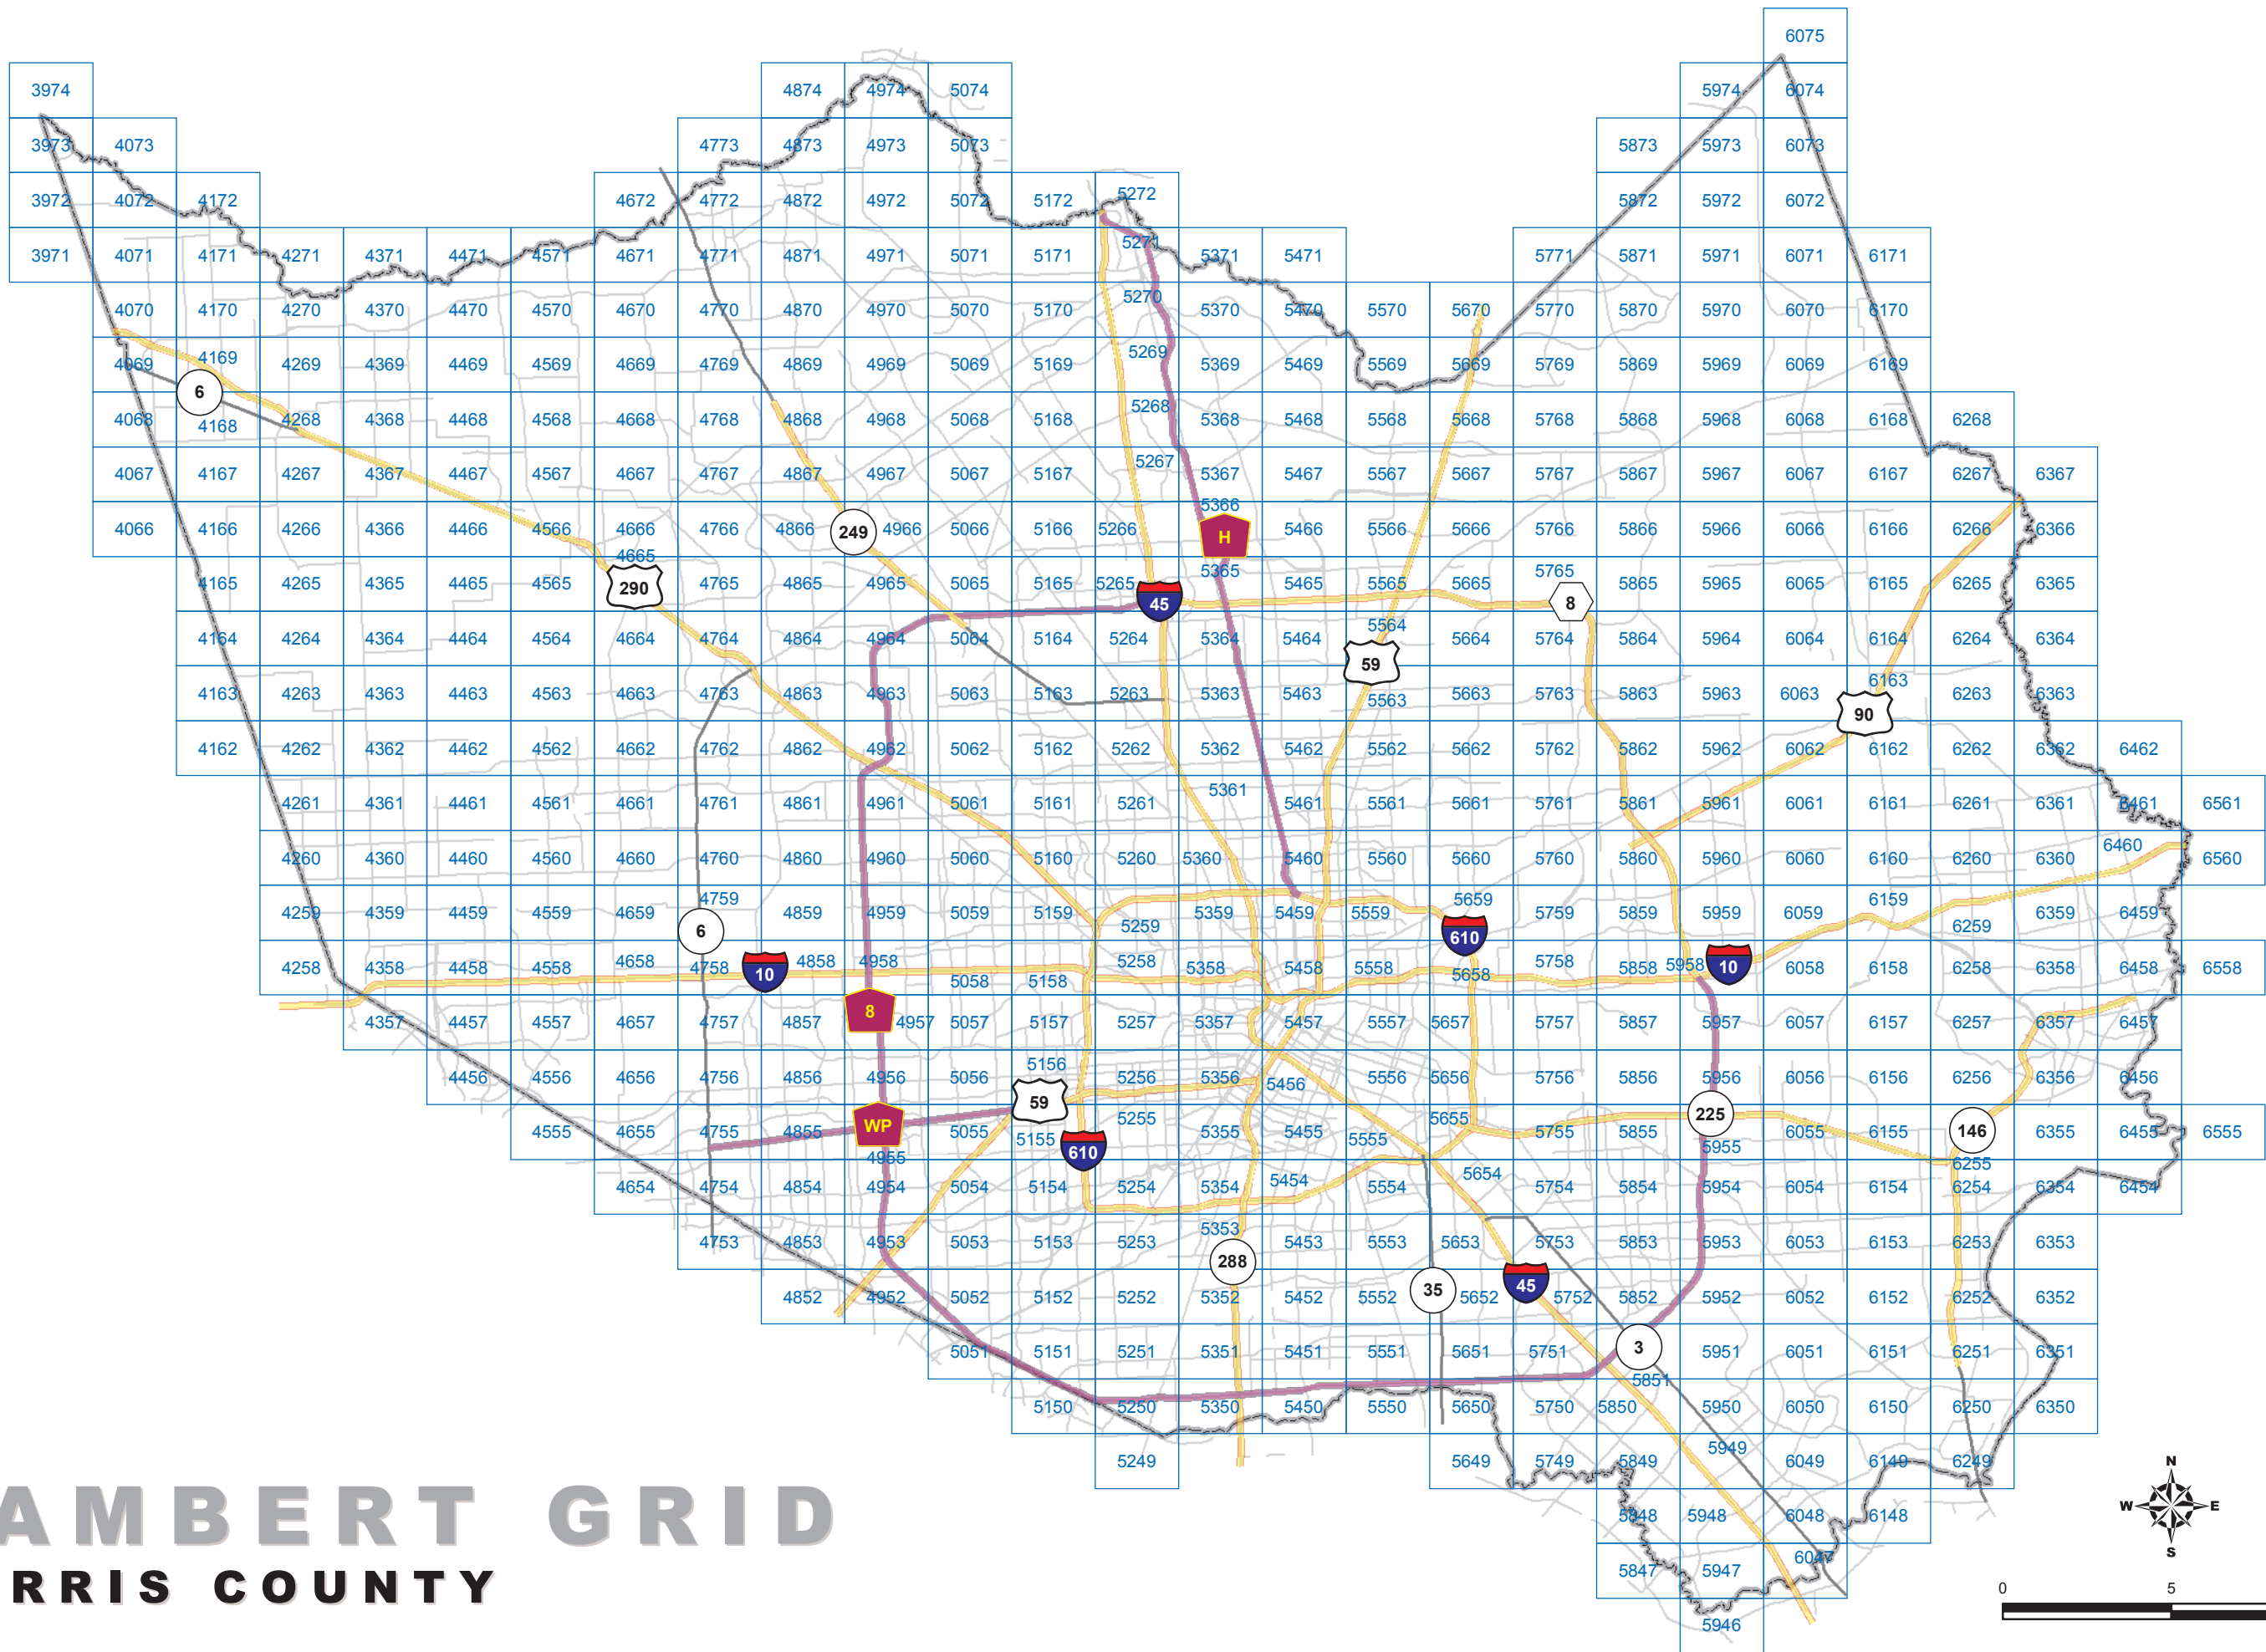 6075
3974 4874 4974 5074 5974 6074
3973 4073 4773 4873 4973 5073 5873 5973 6073
3972 4072 4172 4672 4772 4872 4972 5072 5172 5272 5872 5972 6072
3971 4071 4171 4271 4371 4471 4571 4671 4771 4871 4971 5071 5171 5271 5371 5471 5771 5871 5971 6071 6171
4070 4170 4270 4370 4470 4570 4670 4770 4870 4970 5070 5170 5270 5370 5470 5570 5670 5770 5870 5970 6070 6170
4069 4169 4269 4369 4469 4569 4669 4769 4869 4969 5069 5169 5269 5369 5469 5569 5669 5769 5869 5969 6069 6169
6
4068 4168 4268 4368 4468 4568 4668 4768 4868 4968 5068 5168 5268 5368 5468 5568 5668 5768 5868 5968 6068 6168 6268
4067 4167 4267 4367 4467 4567 4667 4767 4867 4967 5067 5167 5267 5367 5467 5567 5667 5767 5867 5967 6067 6167 6267 6367
4066 4166 4266 4366 4466 4566 4666 4766 4866 249 4966 5066 5166 5266 5366 H 5466 5566 5666 5766 5866 5966 6066 6166 6266 6366
4165 4265 4365 4465 4565 4665 290 4765 4865 4965 5065 5165 5265 45 5365 5465 5565 5665 5765 8 5865 5965 6065 6165 6265 6365
4164 4264 4364 4464 4564 4664 4764 4864 4964 5064 5164 5264 5364 5464 5564 59 5664 5764 5864 5964 6064 6164 6264 6364
4163 4263 4363 4463 4563 4663 4763 4863 4963 5063 5163 5263 5363 5463 5563 5663 5763 5863 5963 6063 6163 90 6263 6363
4162 4262 4362 4462 4562 4662 4762 4862 4962 5062 5162 5262 5362 5462 5562 5662 5762 5862 5962 6062 6162 6262 6362 6462
4261 4361 4461 4561 4661 4761 4861 4961 5061 5161 5261 5361 5461 5561 5661 5761 5861 5961 6061 6161 6261 6361 6461 6561
4260 4360 4460 4560 4660 4760 4860 4960 5060 5160 5260 5360 5460 5560 5660 5760 5860 5960 6060 6160 6260 6360 6460 6560
4259 4359 4459 4559 4659 4759 6 4859 4959 5059 5159 5259 5359 5459 5559 5659 610 5759 5859 5959 6059 6159 6259 6359 6459
4258 4358 4458 4558 4658 4758 10 4858 4958 5058 5158 5258 5358 5458 5558 5658 5758 5858 5958 10 6058 6158 6258 6358 6458 6558
4357 4457 4557 4657 4757 4857 8 4957 5057 5157 5257 5357 5457 5557 5657 5757 5857 5957 6057 6157 6257 6357 6457
4456 4556 4656 4756 4856 4956 5056 5156 59 5256 5356 5456 5556 5656 5756 5856 5956 6056 6156 6256 6356 6456
4555 4655 4755 4855 WP 4955 5055 5155 610 5255 5355 5455 5555 5655 5755 5855 225 5955 6055 6155 146 6255 6355 6455 6555
4654 4754 4854 4954 5054 5154 5254 5354 5454 5554 5654 5754 5854 5954 6054 6154 6254 6354 6454
4753 4853 4953 5053 5153 5253 5353 288 5453 5553 5653 5753 5853 5953 6053 6153 6253 6353
4852 4952 5052 5152 5252 5352 5452 5552 35 5652 45 5752 5852 5952 6052 6152 6252 6352
5051 5151 5251 5351 5451 5551 5651 5751 3 5851 5951 6051 6151 6251 6351
5150 5250 5350 5450 5550 5650 5750 5850 5950 6050 6150 6250 6350
5249 5649 5749 5849 5949 6049 6149 6249
5848 5948 6048 6148
5847 5947 6047
5946
AMBERT GRID
RRIS COUNTY
N
W E
S
0 5